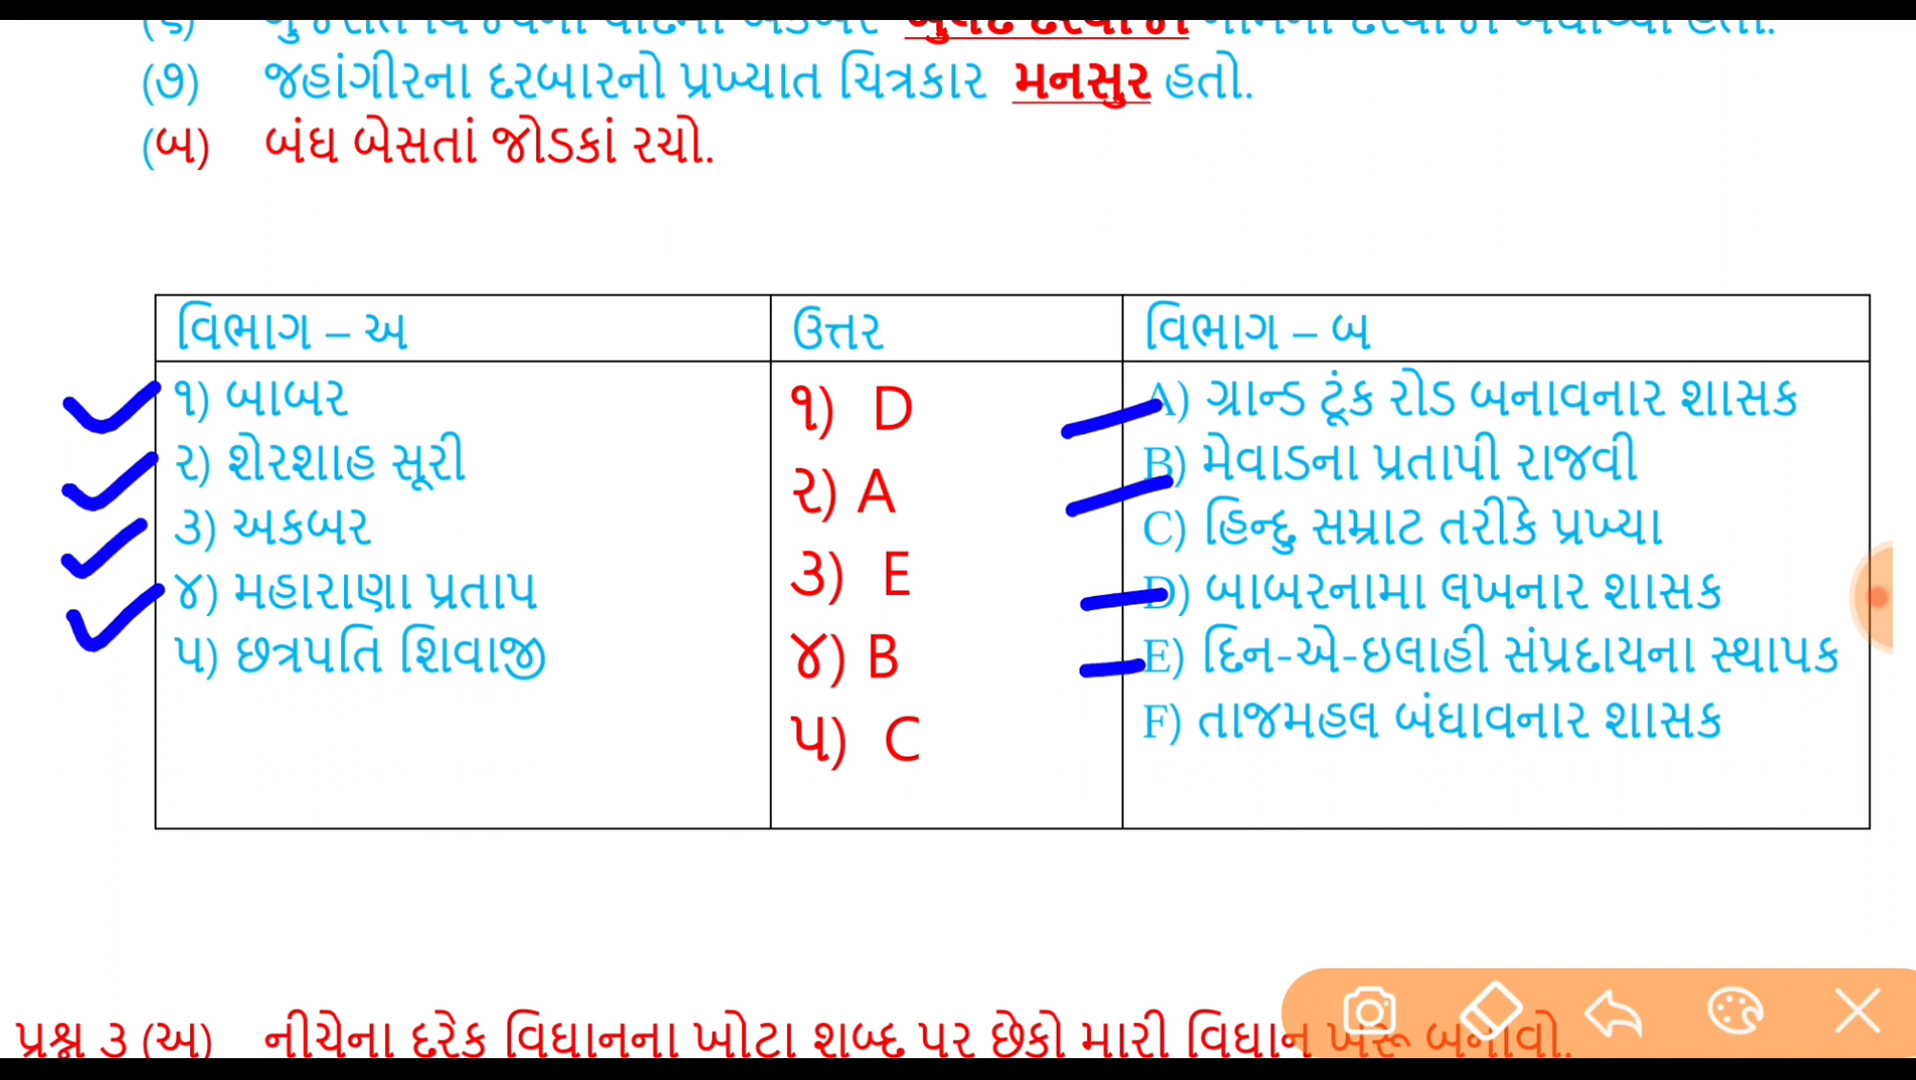 (૭) જહાંગીરના દરબારનો પ્રખ્યાત ચિત્રકાર મનસુર હતો.
(બ) બંધ બેસતાં જોડકાં રચો.
વિભાગ – અ
ઉત્તર
વિભાગ – બ
૧) બાબર
૨) શેરશાહ સૂરી
૩) અકબર
૪) મહારાણા પ્રતાપ
૫) છત્રપતિ શિવાજી
૧) D
૨) A
૩) E
૪) B
૫) C
A) ગ્રાન્ડ ટૂંક રોડ બનાવનાર શાસક
B) મેવાડના પ્રતાપી રાજવી
C) હિન્દુ સમ્રાટ તરીકે પ્રખ્યા
D) બાબરનામા લખનાર શાસક
E) દિન-એ-ઇલાહી સંપ્રદાયના સ્થાપક
F) તાજમહલ બંધાવનાર શાસક
પ્રશ્ન ૩ (અ) નીચેના દરેક વિધાનના ખોટા શબ્દ પર છેકો મારી વિધાન ખરૂ બનાવો.